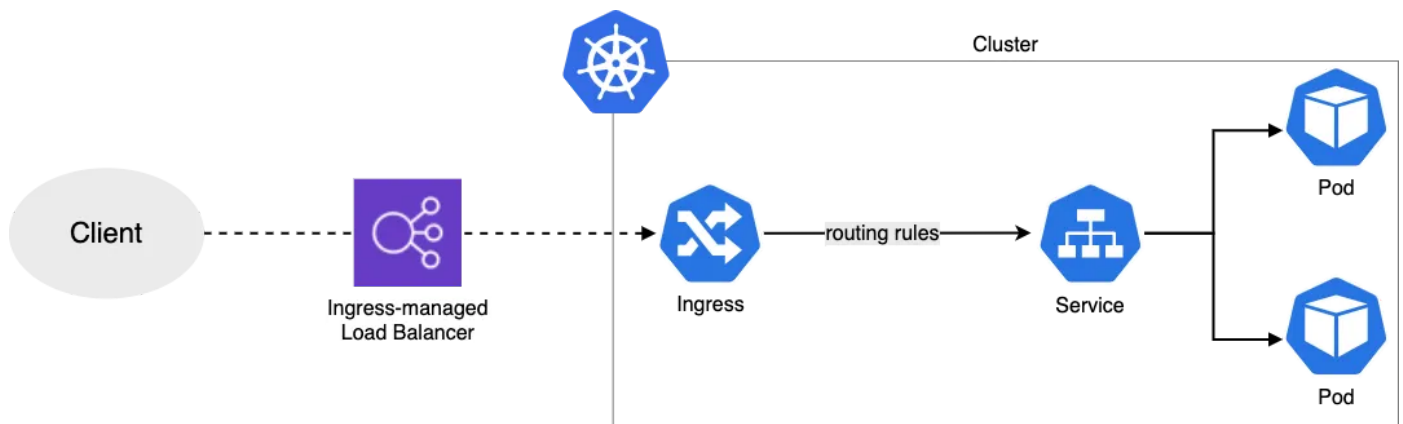 Cluster
Client
Ingress-managed
Load Balancer
Ingress
routing rules
Service
Pod
Pod